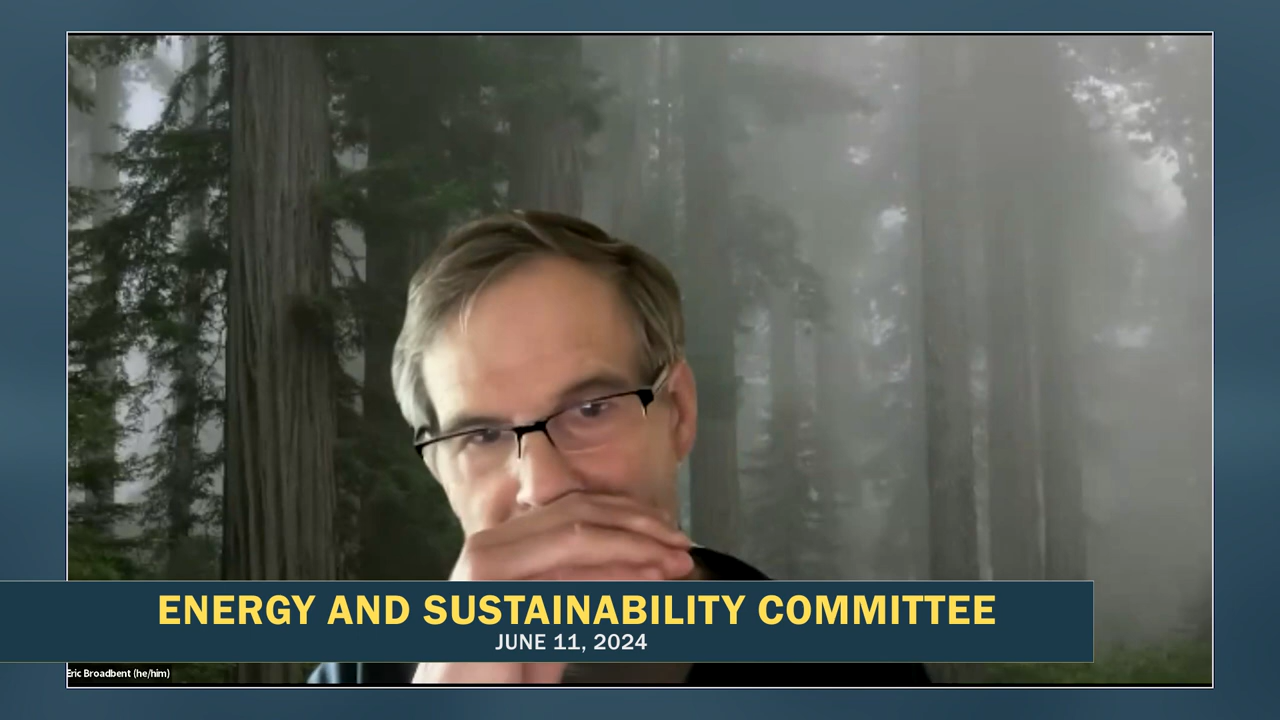 ENERGY AND SUSTAINABILITY COMMITTEE
JUNE 11, 2024
Eric Broadbent (he/him)